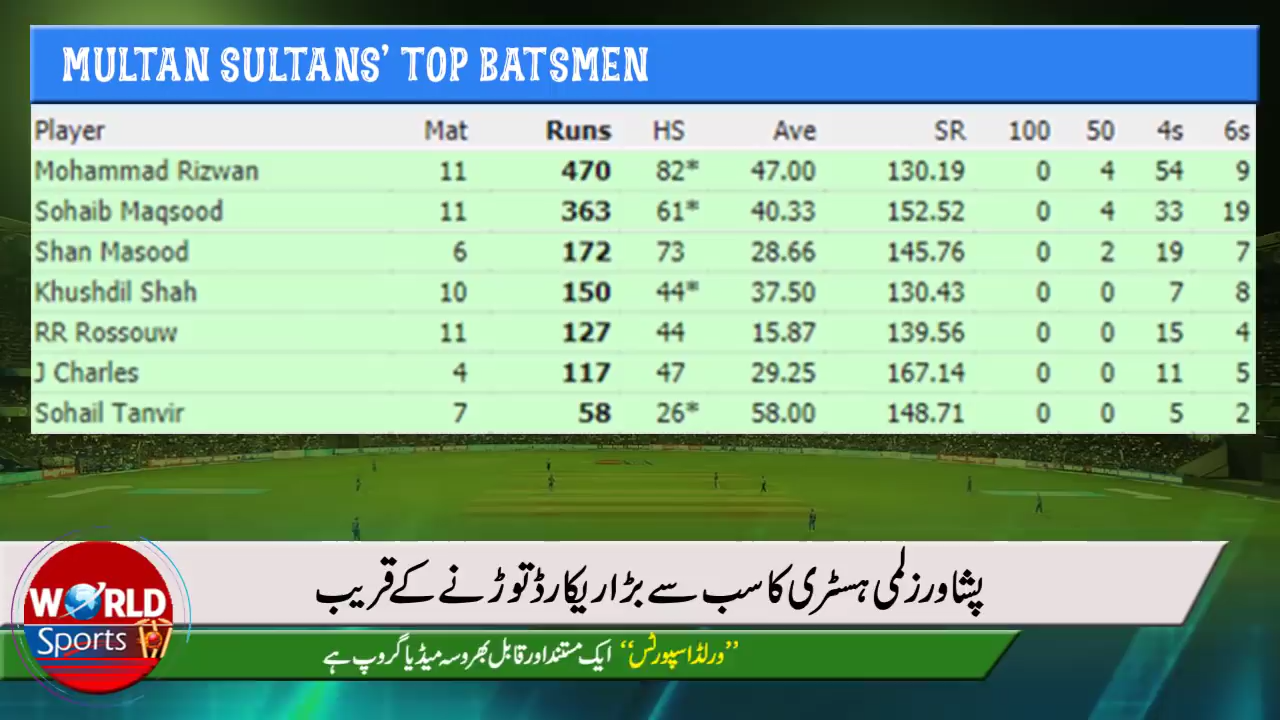 MULTAN SULTANS' TOP BATSMEN
Player Mat Runs HS Ave SR 100 50 4s 6s
Mohammad Rizwan 11 470 82* 47.00 130.19 0 4 54 9
Sohaib Maqsood 11 363 61* 40.33 152.52 0 4 33 19
Shan Masood 6 172 73 28.66 145.76 0 2 19 7
Khushdil Shah 10 150 44* 37.50 130.43 0 0 7 8
RR Rossouw 11 127 44 15.87 139.56 0 0 15 4
J Charles 4 117 47 29.25 167.14 0 0 11 5
Sohail Tanvir 7 58 26* 58.00 148.71 0 0 5 2
پشاور زلمی ہسٹری کا سب سے بڑا ریکارڈ توڑنے کے قریب
WORLD
Sports
”ورلڈ اسپورٹس“ ایک مستند اور قابل بھروسہ میڈیا گروپ ہے